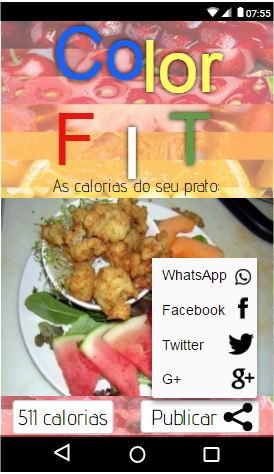 07:55
Color
FIT
As calorias do seu prato:
WhatsApp
Facebook
Twitter
G+
g+
511 calorias
Publicar